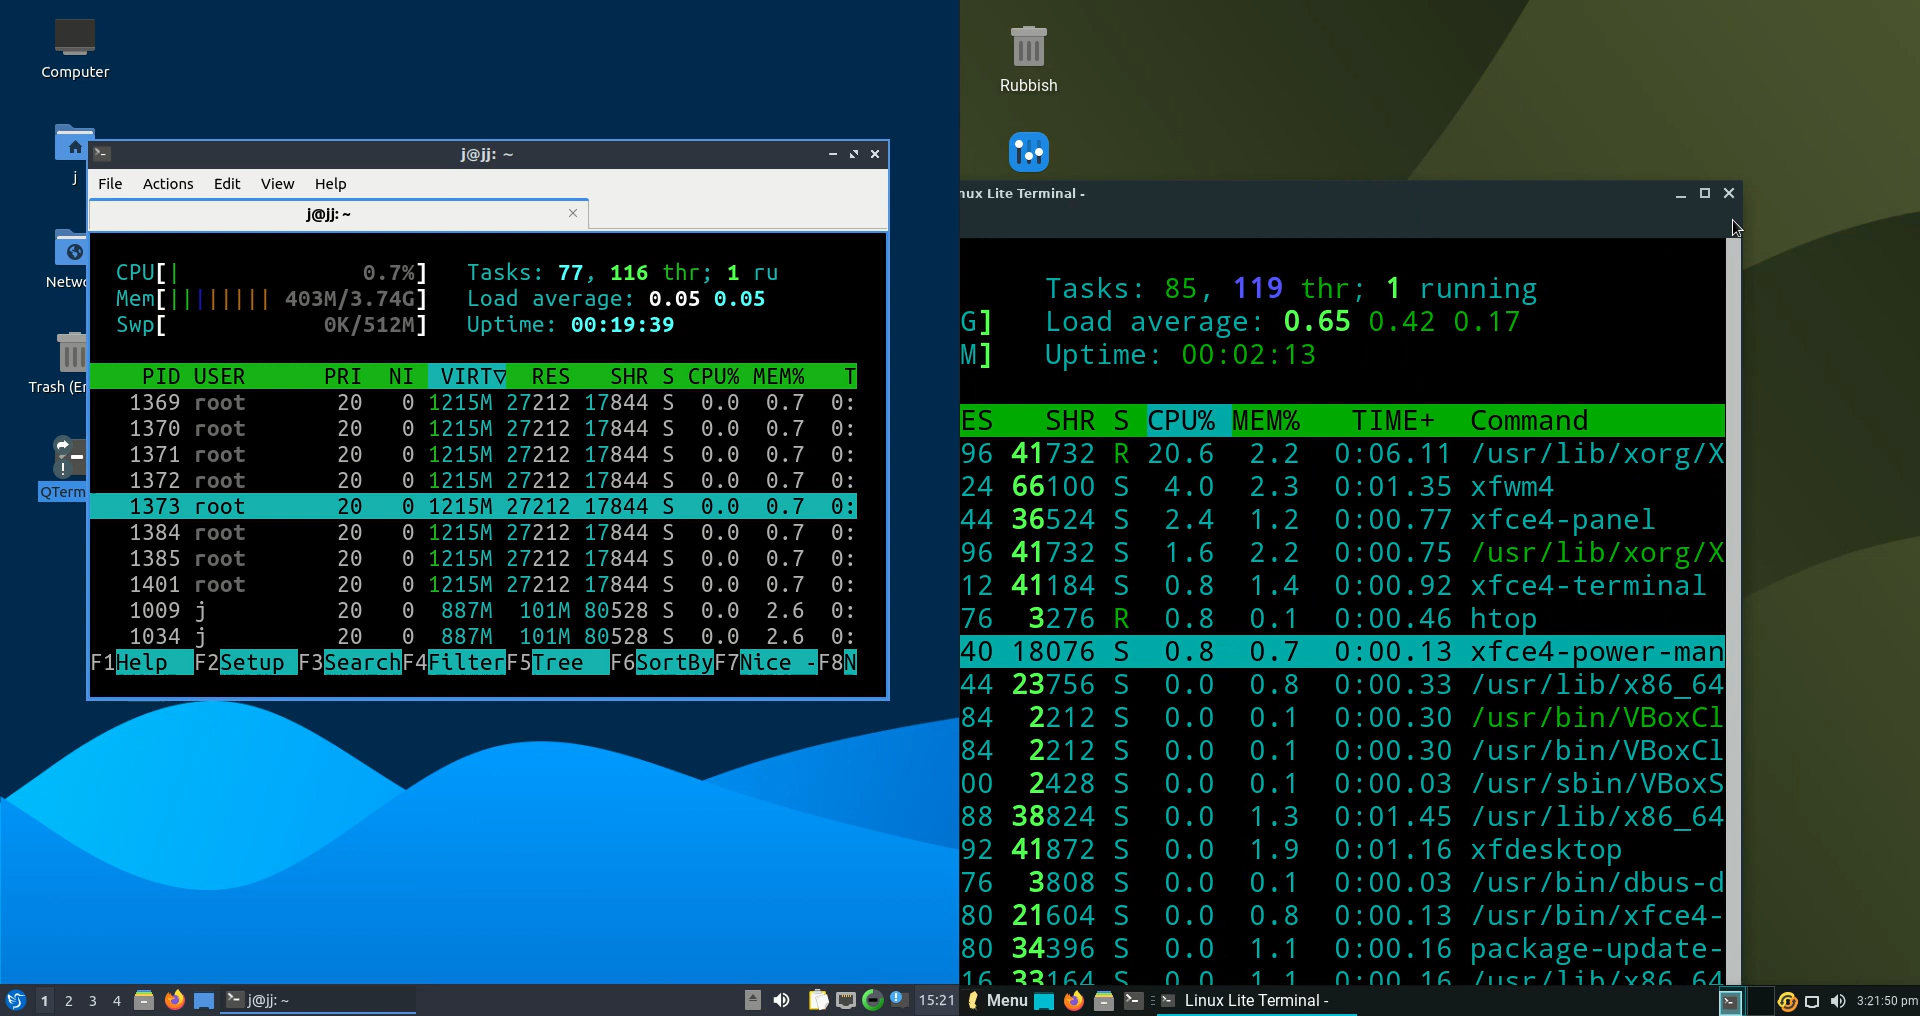 Computer
j
Netwo
Trash (En
QTerm
j@jj: ~
File Actions Edit View Help
j@jj: ~
CPU[| 0.7%] Tasks: 77, 116 thr; 1 ru
Mem[|||||||| 403M/3.74G] Load average: 0.05 0.05
Swp[ 0K/512M] Uptime: 00:19:39
PID USER PRI NI VIRT▽ RES SHR S CPU% MEM% T
1369 root 20 0 1215M 27212 17844 S 0.0 0.7 0:
1370 root 20 0 1215M 27212 17844 S 0.0 0.7 0:
1371 root 20 0 1215M 27212 17844 S 0.0 0.7 0:
1372 root 20 0 1215M 27212 17844 S 0.0 0.7 0:
1373 root 20 0 1215M 27212 17844 S 0.0 0.7 0:
1384 root 20 0 1215M 27212 17844 S 0.0 0.7 0:
1385 root 20 0 1215M 27212 17844 S 0.0 0.7 0:
1401 root 20 0 1215M 27212 17844 S 0.0 0.7 0:
1009 j 20 0 887M 101M 80528 S 0.0 2.6 0:
1034 j 20 0 887M 101M 80528 S 0.0 2.6 0:
F1Help F2Setup F3SearchF4FilterF5Tree F6SortByF7Nice -F8N
1 2 3 4 j@jj: ~ 15:21
Rubbish
nux Lite Terminal -
Tasks: 85, 119 thr; 1 running
G] Load average: 0.65 0.42 0.17
M] Uptime: 00:02:13
ES SHR S CPU% MEM% TIME+ Command
96 41732 R 20.6 2.2 0:06.11 /usr/lib/xorg/X
24 66100 S 4.0 2.3 0:01.35 xfwm4
44 36524 S 2.4 1.2 0:00.77 xfce4-panel
96 41732 S 1.6 2.2 0:00.75 /usr/lib/xorg/X
12 41184 S 0.8 1.4 0:00.92 xfce4-terminal
76 3276 R 0.8 0.1 0:00.46 htop
40 18076 S 0.8 0.7 0:00.13 xfce4-power-man
44 23756 S 0.0 0.8 0:00.33 /usr/lib/x86_64
84 2212 S 0.0 0.1 0:00.30 /usr/bin/VBoxCl
84 2212 S 0.0 0.1 0:00.30 /usr/bin/VBoxCl
00 2428 S 0.0 0.1 0:00.03 /usr/sbin/VBoxS
88 38824 S 0.0 1.3 0:01.45 /usr/lib/x86_64
92 41872 S 0.0 1.9 0:01.16 xfdesktop
76 3808 S 0.0 0.1 0:00.03 /usr/bin/dbus-d
80 21604 S 0.0 0.8 0:00.13 /usr/bin/xfce4-
80 34396 S 0.0 1.1 0:00.16 package-update-
16 33164 S 0.0 1.1 0:00.16 /usr/lib/x86_64
Menu Linux Lite Terminal - 3:21:50 pm